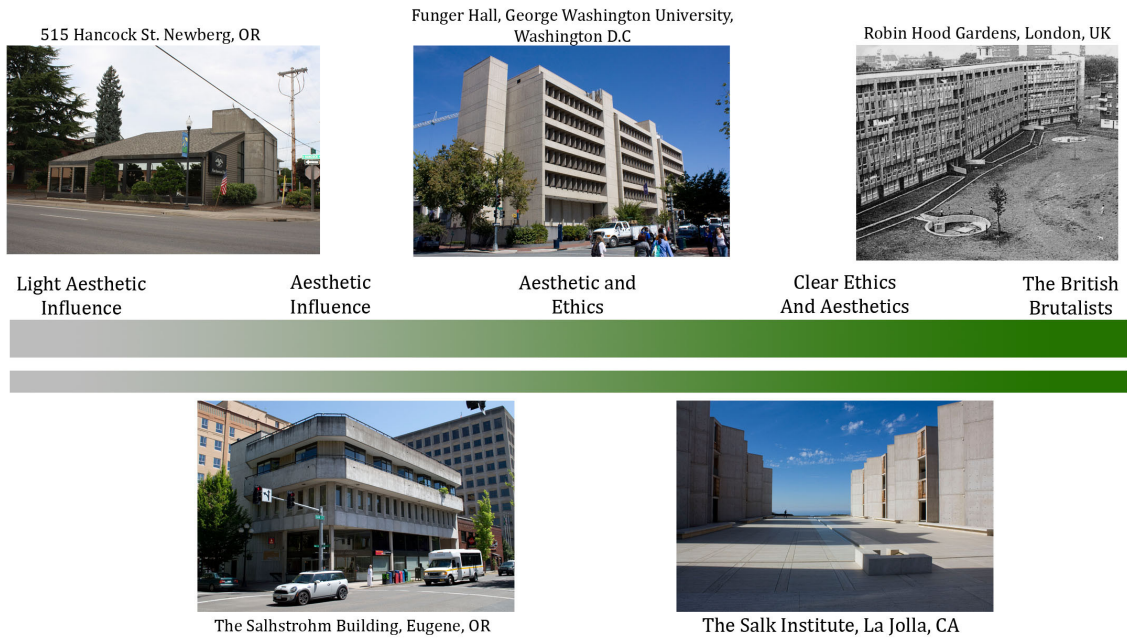 515 Hancock St. Newberg, OR
Funger Hall, George Washington University,
Washington D.C
Robin Hood Gardens, London, UK
Light Aesthetic
Influence
Aesthetic
Influence
Aesthetic and
Ethics
Clear Ethics
And Aesthetics
The British
Brutalists
The Salhstrohm Building, Eugene, OR
The Salk Institute, La Jolla, CA